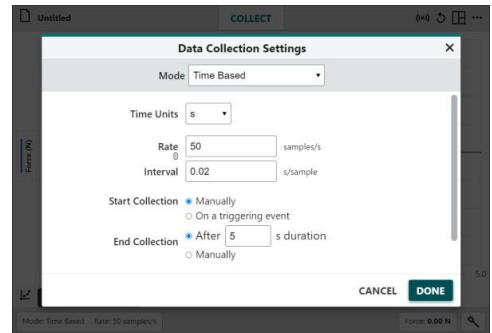 Untitled
COLLECT
Data Collection Settings
Mode Time Based
Time Units s
Rate 50 samples/s
Interval 0.02 s/sample
Start Collection Manually
On a triggering event
End Collection After 5 s duration
Manually
CANCEL DONE
Force (N)
5.0
Mode: Time Based Rate: 50 samples/s
Force: 0.00 N